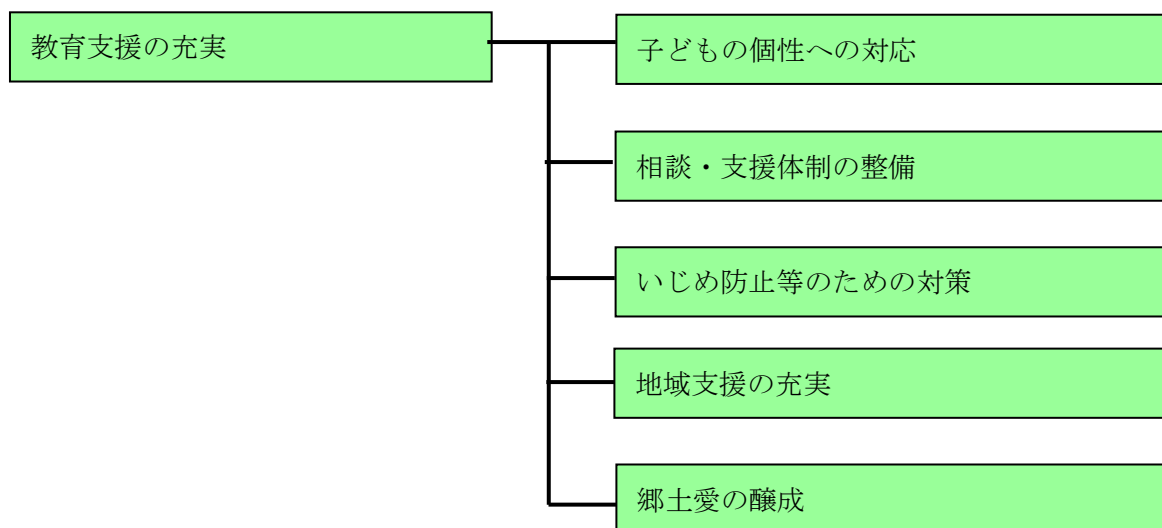 教育支援の充実
子どもの個性への対応
相談・支援体制の整備
いじめ防止等のための対策
地域支援の充実
郷土愛の醸成